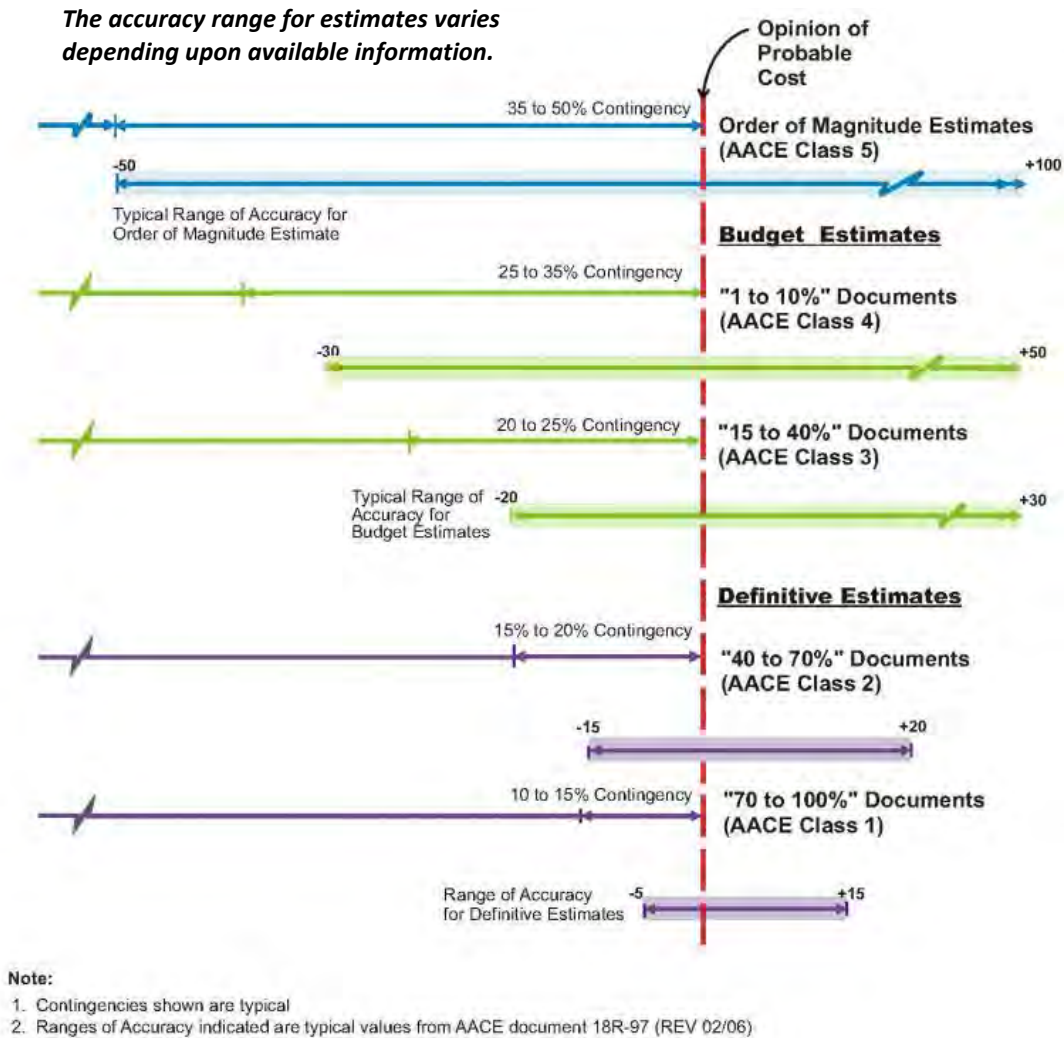 The accuracy range for estimates varies
depending upon available information.
Opinion of
Probable
Cost
35 to 50% Contingency
Order of Magnitude Estimates
(AACE Class 5)
-50
+100
Typical Range of Accuracy for
Order of Magnitude Estimate
Budget Estimates
25 to 35% Contingency
"1 to 10%" Documents
(AACE Class 4)
-30
+50
20 to 25% Contingency
"15 to 40%" Documents
(AACE Class 3)
Typical Range of
Accuracy for
Budget Estimates
-20
+30
Definitive Estimates
15% to 20% Contingency
"40 to 70%" Documents
(AACE Class 2)
-15
+20
10 to 15% Contingency
"70 to 100%" Documents
(AACE Class 1)
Range of Accuracy
for Definitive Estimates
-5
+15
Note:
1. Contingencies shown are typical
2. Ranges of Accuracy indicated are typical values from AACE document 18R-97 (REV 02/06)